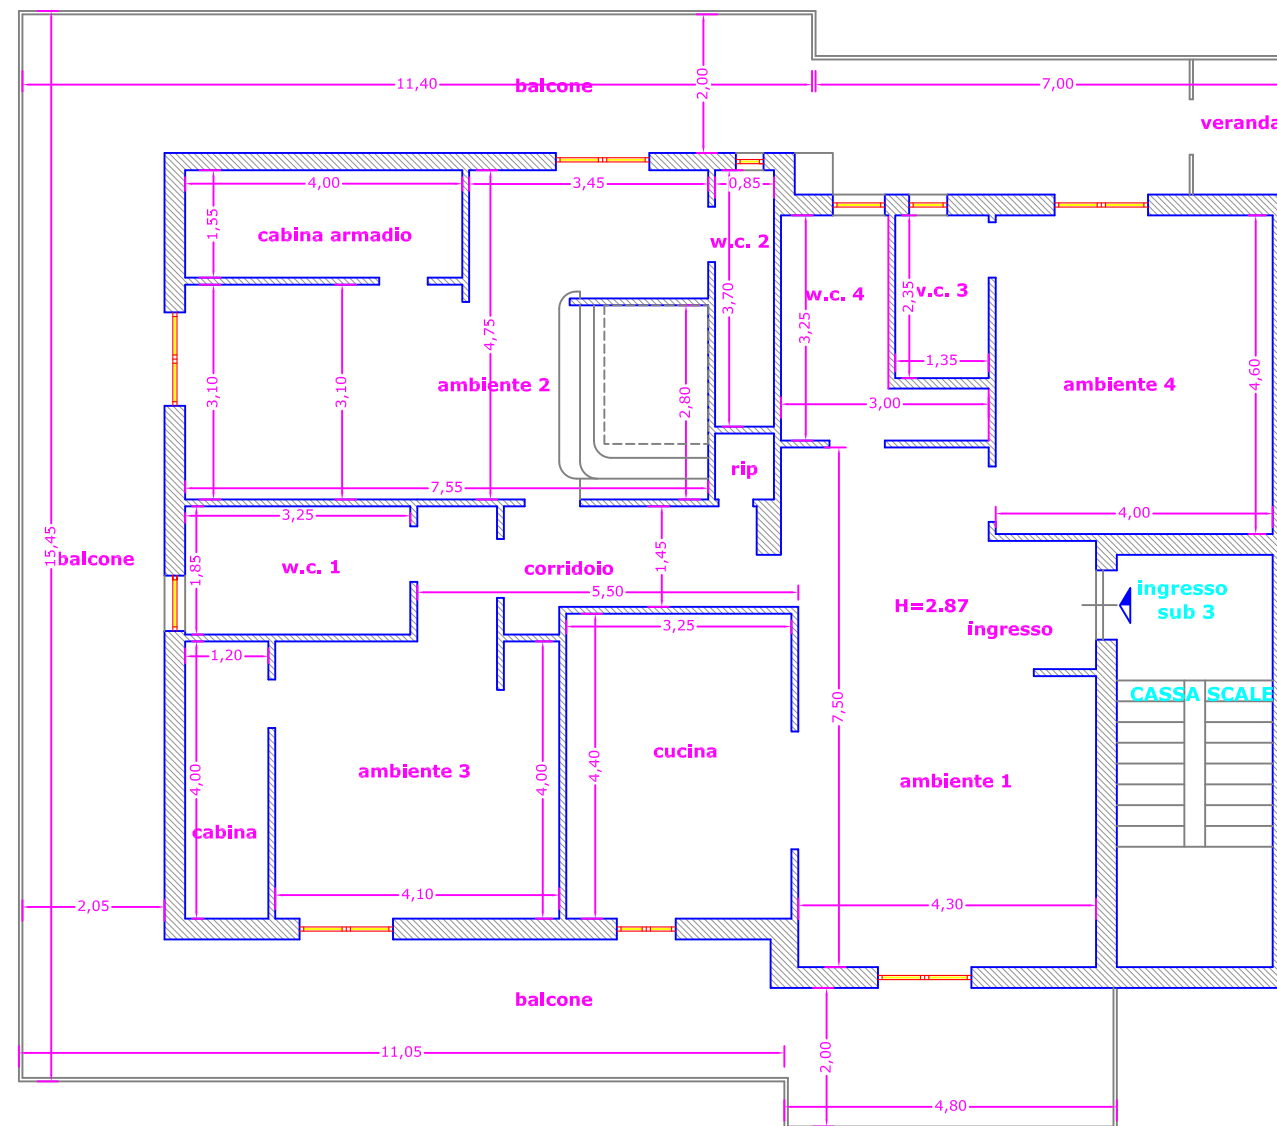 11,40
balcone
2,00
7,00
veranda
4,00
3,45
0,85
1,55
cabina armadio
w.c. 2
3,70
w.c. 4
3,25
2,35
w.c. 3
1,35
3,10
3,10
4,75
ambiente 2
2,80
3,00
ambiente 4
4,60
rip
7,55
3,25
4,00
15,45
balcone
1,85
w.c. 1
corridoio
1,45
5,50
H=2.87
ingresso
ingresso
sub 3
3,25
1,20
CASSA SCALE
7,50
cucina
4,40
ambiente 3
4,00
4,00
ambiente 1
cabina
4,10
2,05
4,30
balcone
11,05
2,00
4,80